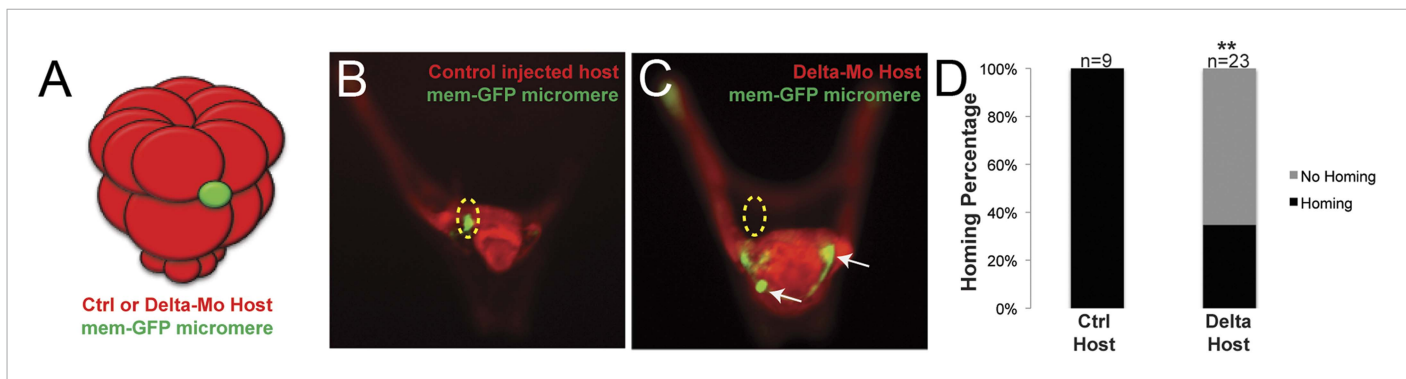 A
Ctrl or Delta-Mo Host
mem-GFP micromere
B
Control injected host
mem-GFP micromere
C
Delta-Mo Host
mem-GFP micromere
D
Homing Percentage
100%
80%
60%
40%
20%
0%
n=9
**
n=23
Ctrl
Host
Delta
Host
No Homing
Homing